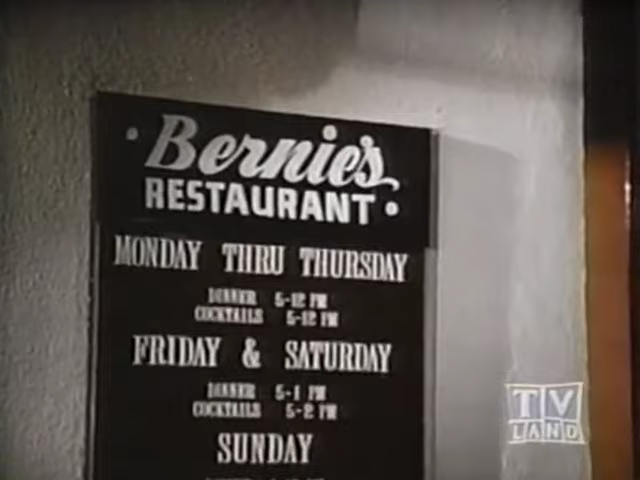 · Bernie's
RESTAURANT ·
MONDAY THRU THURSDAY
DINNER 5-12 PM
COCKTAILS 5-12 PM
FRIDAY & SATURDAY
DINNER 5-1 PM
COCKTAILS 5-2 PM
SUNDAY
TV
LAND